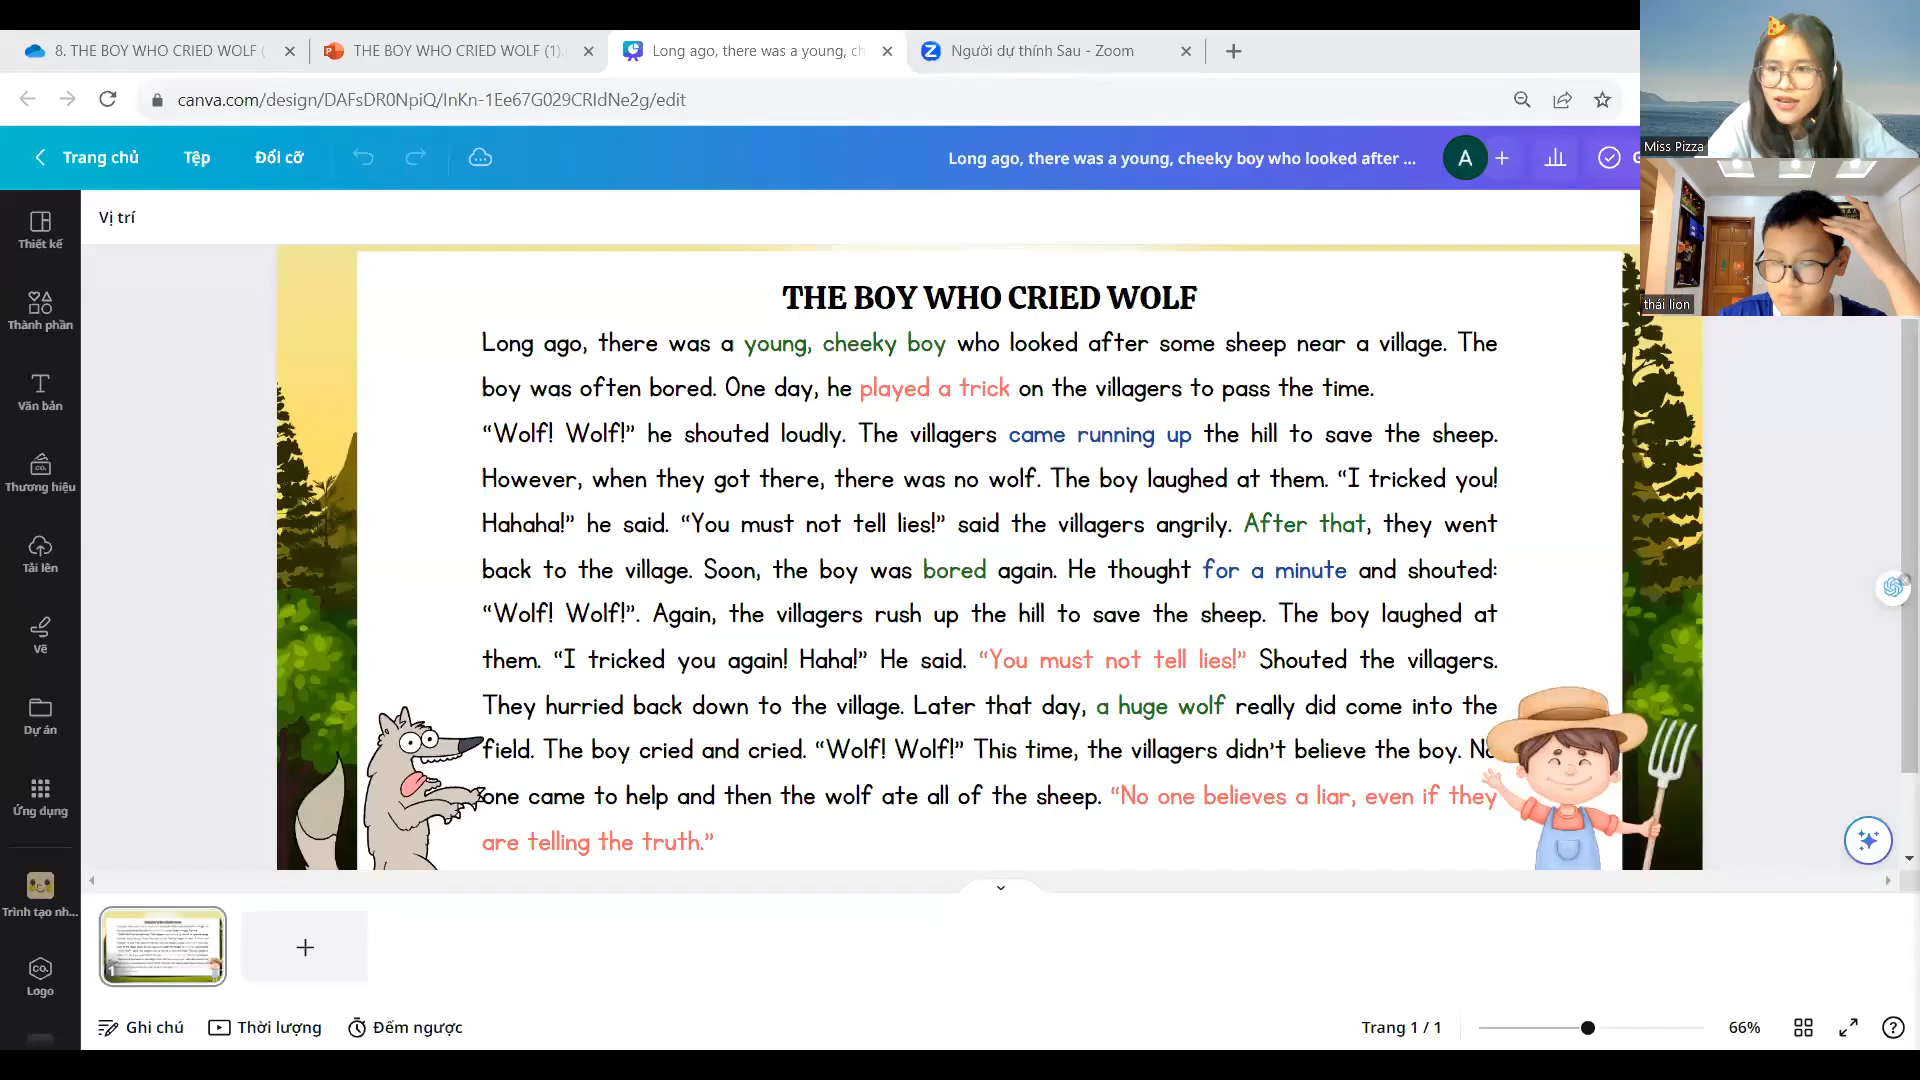 8. THE BOY WHO CRIED WOLF (
THE BOY WHO CRIED WOLF (1).
Long ago, there was a young, ch
Người dự thính Sau - Zoom
canva.com/design/DAFsDR0NpiQ/InKn-1Ee67G029CRIdNe2g/edit
Miss Pizza
Trang chủ
Tệp
Đổi cỡ
Long ago, there was a young, cheeky boy who looked after ...
A
Vị trí
thái lion
Thiết kế
Thành phần
Văn bản
Thương hiệu
Tải lên
Vẽ
Dự án
Ứng dụng
Trình tạo nh...
Logo
THE BOY WHO CRIED WOLF
Long ago, there was a young, cheeky boy who looked after some sheep near a village. The
boy was often bored. One day, he played a trick on the villagers to pass the time.
“Wolf! Wolf!” he shouted loudly. The villagers came running up the hill to save the sheep.
However, when they got there, there was no wolf. The boy laughed at them. “I tricked you!
Hahaha!” he said. “You must not tell lies!” said the villagers angrily. After that, they went
back to the village. Soon, the boy was bored again. He thought for a minute and shouted:
“Wolf! Wolf!”. Again, the villagers rush up the hill to save the sheep. The boy laughed at
them. “I tricked you again! Haha!” He said. “You must not tell lies!” Shouted the villagers.
They hurried back down to the village. Later that day, a huge wolf really did come into the
field. The boy cried and cried. “Wolf! Wolf!” This time, the villagers didn't believe the boy. No
one came to help and then the wolf ate all of the sheep. “No one believes a liar, even if they
are telling the truth.”
1
Ghi chú
Thời lượng
Đếm ngược
Trang 1 / 1
66%